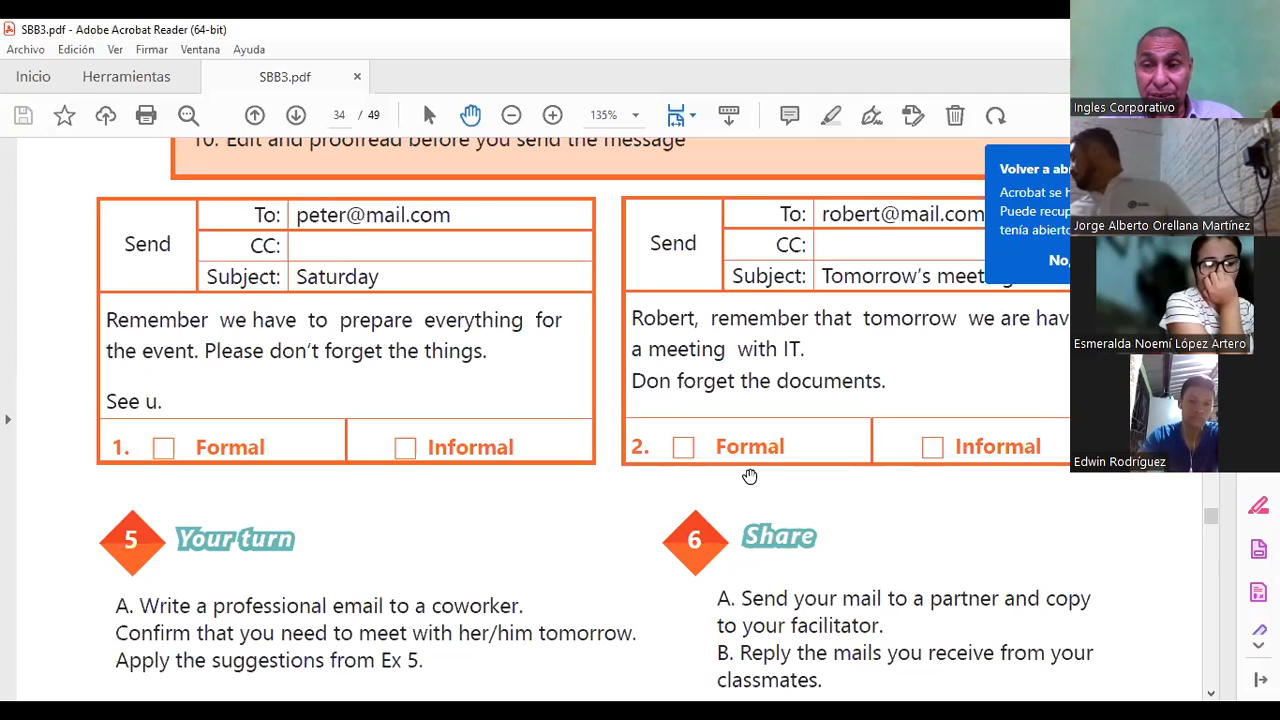 SBB3.pdf - Adobe Acrobat Reader (64-bit)
Archivo Edición Ver Firmar Ventana Ayuda
Inicio Herramientas SBB3.pdf ×
34 / 49 135%
10. Edit and proofread before you send the message
Send
To: peter@mail.com
CC:
Subject: Saturday
Remember we have to prepare everything for
the event. Please don't forget the things.
See u.
1. Formal Informal
Send
To: robert@mail.com
CC:
Subject: Tomorrow's
Robert, remember that tomorrow we are
a meeting with IT.
Don forget the documents.
2. Formal Informal
5 Your turn
A. Write a professional email to a coworker.
Confirm that you need to meet with her/him tomorrow.
Apply the suggestions from Ex 5.
6 Share
A. Send your mail to a partner and copy
to your facilitator.
B. Reply the mails you receive from your
classmates.
Volver a
Acrobat se
Puede
tenía
No,
Ingles Corporativo
Jorge Alberto Orellana Martínez
Esmeralda Noemí López Artero
Edwin Rodríguez